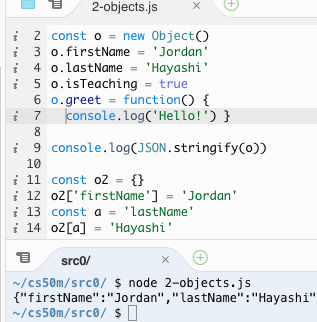 2-objects.js
i 2 const o = new Object()
i 3 o.firstName = 'Jordan'
i 4 o.lastName = 'Hayashi'
i 5 o.isTeaching = true
6 o.greet = function() {
i 7 console.log('Hello!') }
8
i 9 console.log(JSON.stringify(o))
10
i 11 const o2 = {}
i 12 o2['firstName'] = 'Jordan'
i 13 const a = 'lastName'
i 14 o2[a] = 'Hayashi'
src0/
~/cs50m/src0/ $ node 2-objects.js
{"firstName":"Jordan","lastName":"Hayashi"
~/cs50m/src0/ $